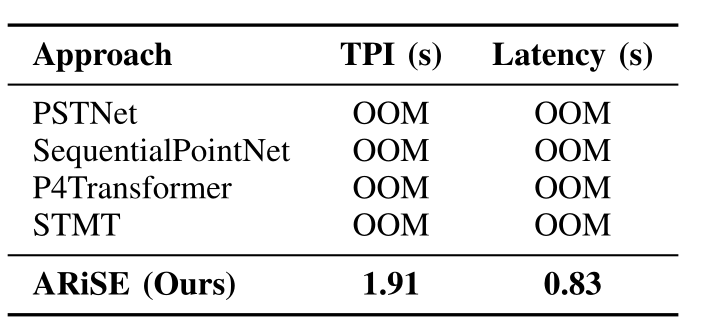 Approach TPI (s) Latency (s)
PSTNet OOM OOM
SequentialPointNet OOM OOM
P4Transformer OOM OOM
STMT OOM OOM
ARiSE (Ours) 1.91 0.83